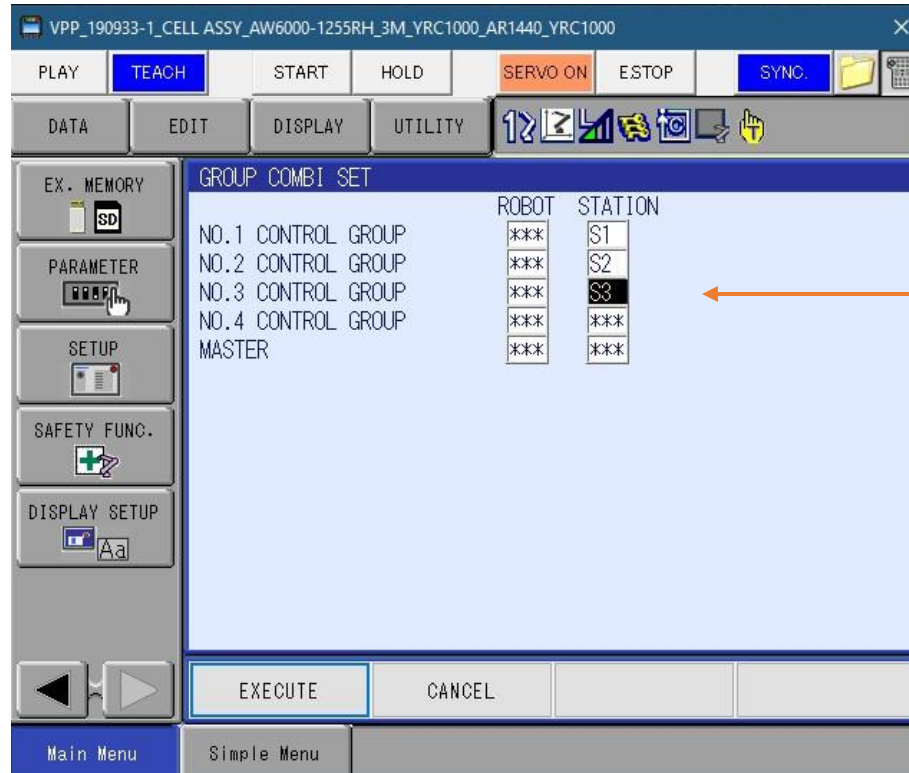 VPP_190933-1_CELL ASSY_AW6000-1255RH_3M_YRC1000_AR1440_YRC1000
PLAY TEACH START HOLD SERVO ON E.STOP SYNC.
DATA EDIT DISPLAY UTILITY
EX. MEMORY
SD
PARAMETER
SETUP
SAFETY FUNC.
DISPLAY SETUP
Aa
GROUP COMBI SET
ROBOT STATION
NO.1 CONTROL GROUP *** S1
NO.2 CONTROL GROUP *** S2
NO.3 CONTROL GROUP *** S3
NO.4 CONTROL GROUP *** ***
MASTER *** ***
EXECUTE CANCEL
Main Menu Simple Menu